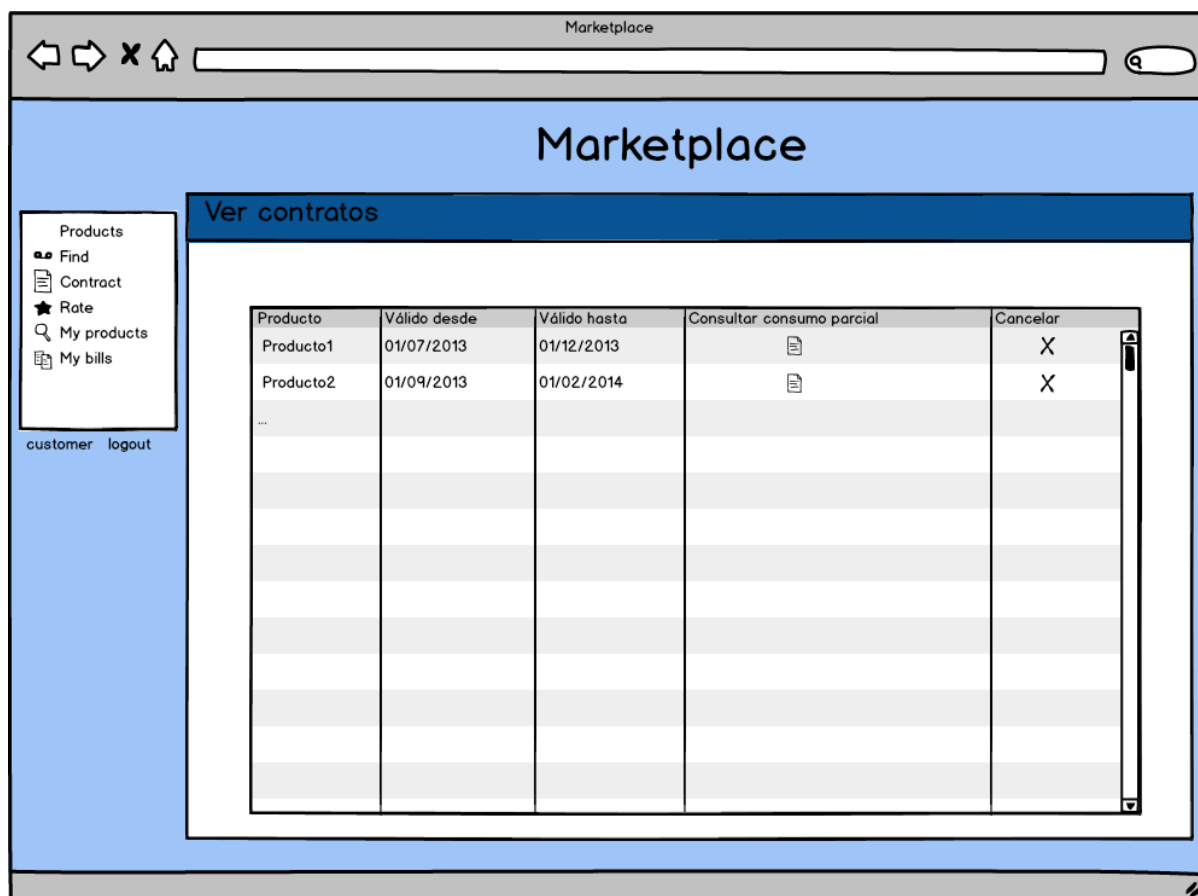 Marketplace
Marketplace
Ver contratos
Products
Find
Contract
Rate
My products
My bills
customer logout
Producto Válido desde Válido hasta Consultar consumo parcial Cancelar
Producto1 01/07/2013 01/12/2013 X
Producto2 01/09/2013 01/02/2014 X
...